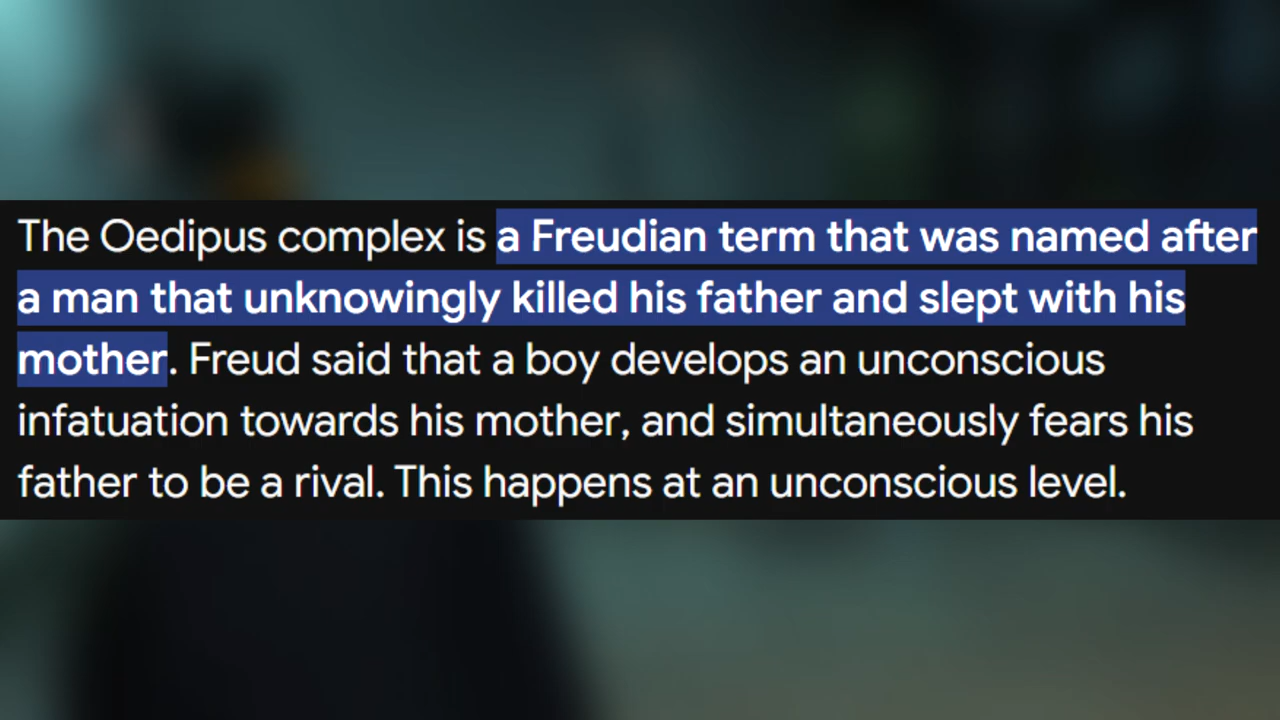 The Oedipus complex is a Freudian term that was named after
a man that unknowingly killed his father and slept with his
mother. Freud said that a boy develops an unconscious
infatuation towards his mother, and simultaneously fears his
father to be a rival. This happens at an unconscious level.